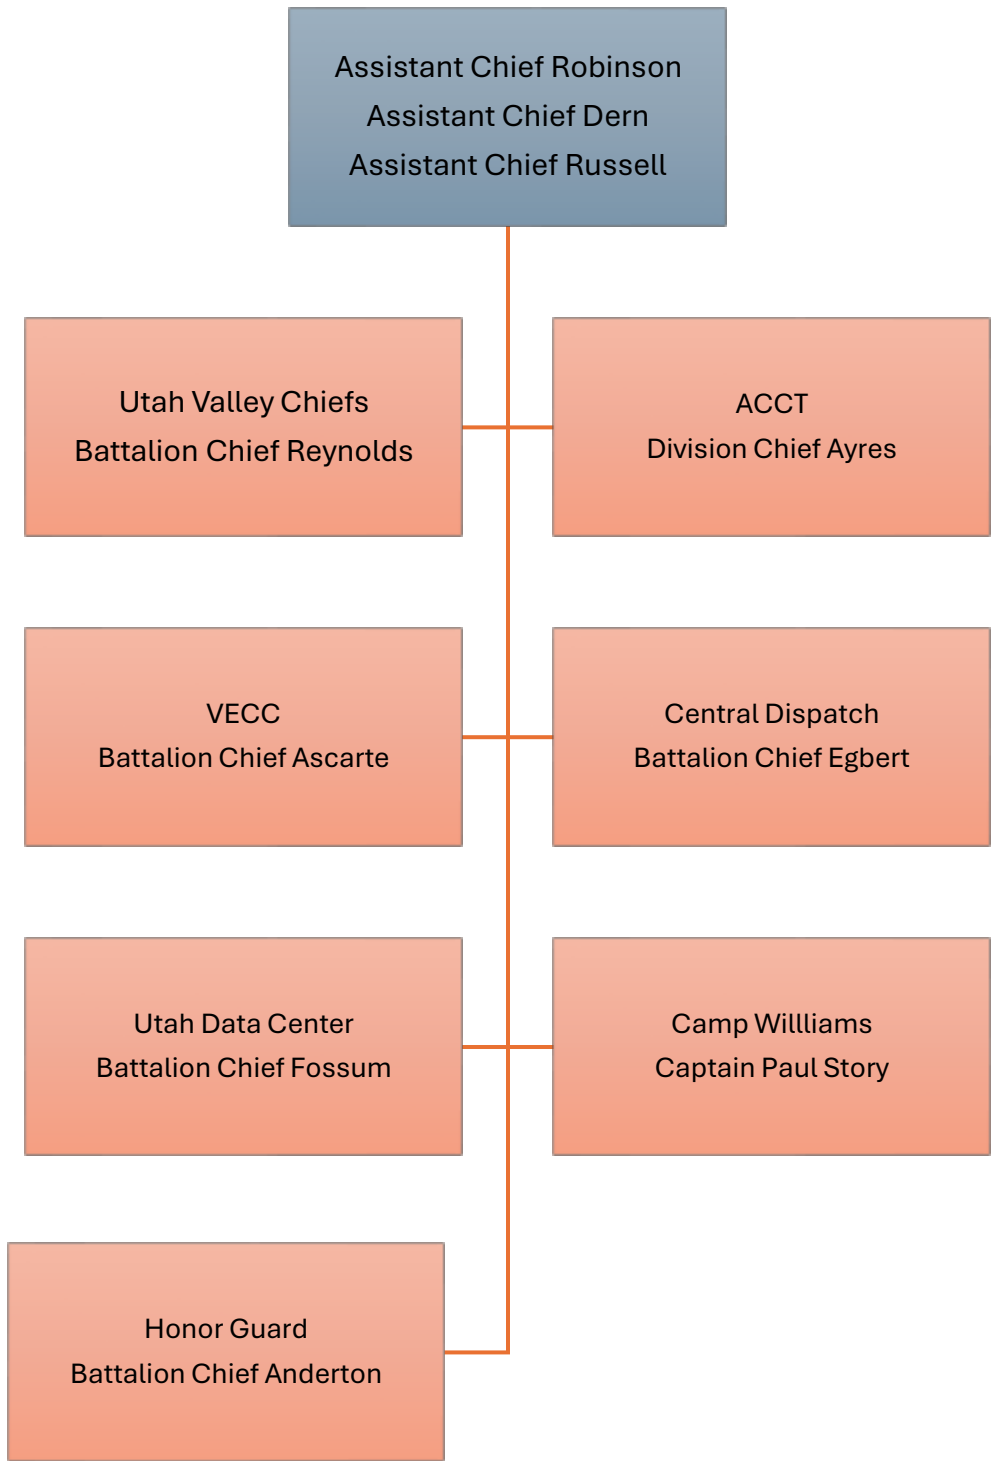 Assistant Chief Robinson
Assistant Chief Dern
Assistant Chief Russell
Utah Valley Chiefs
Battalion Chief Reynolds
ACCT
Division Chief Ayres
VECC
Battalion Chief Ascarte
Central Dispatch
Battalion Chief Egbert
Utah Data Center
Battalion Chief Fossum
Camp Willliams
Captain Paul Story
Honor Guard
Battalion Chief Anderton